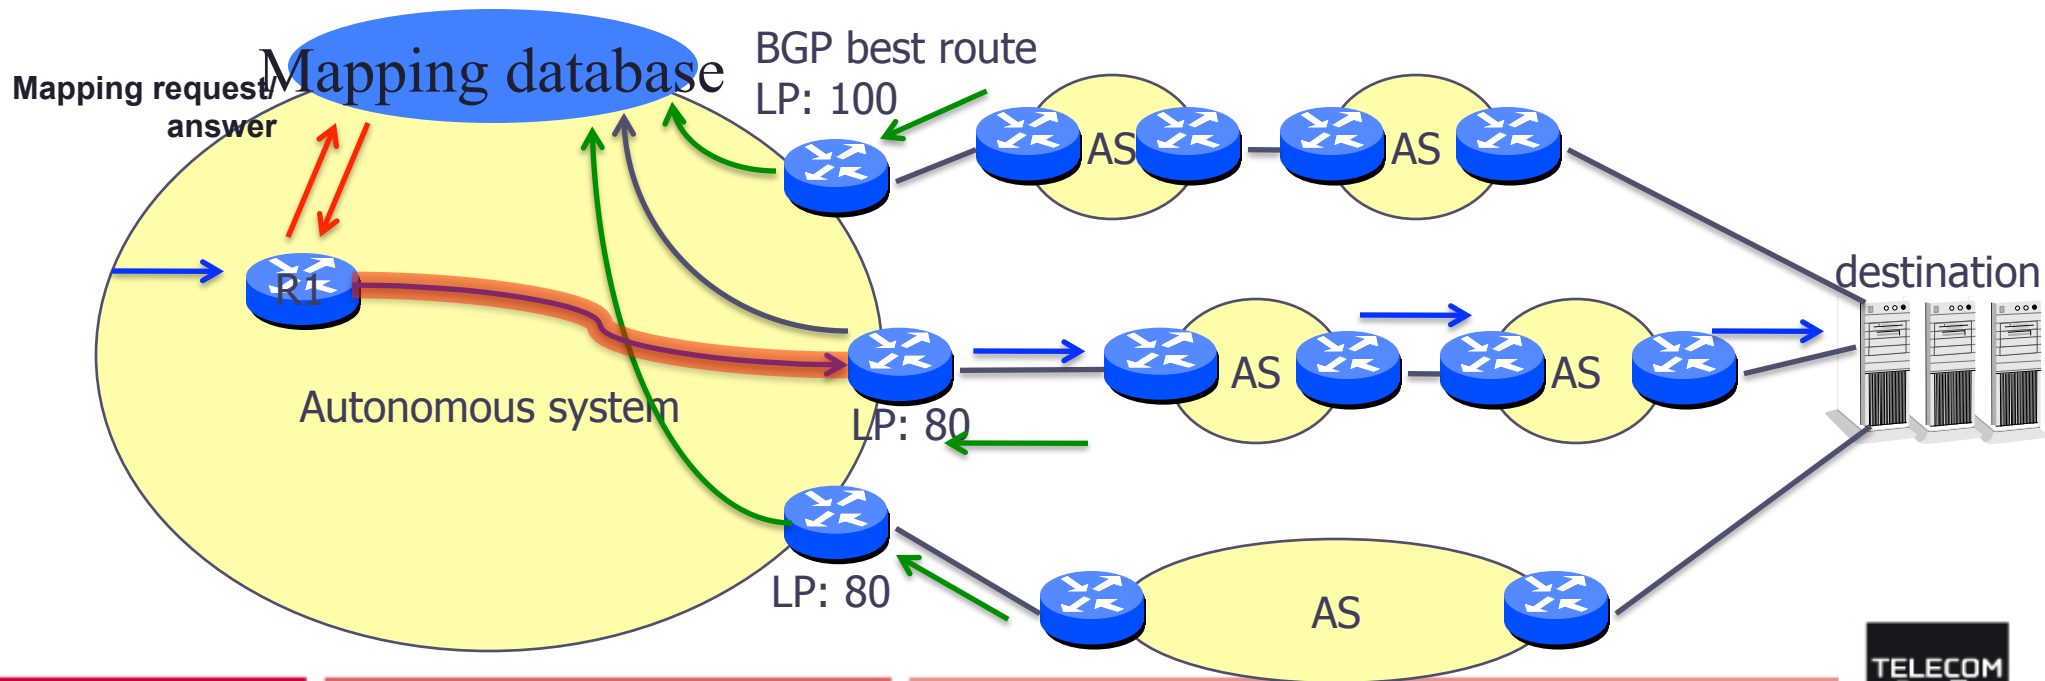 Mapping database
Mapping request/
answer
BGP best route
LP: 100
AS
AS
R1
destination
AS
AS
Autonomous system
LP: 80
LP: 80
AS
TELECOM